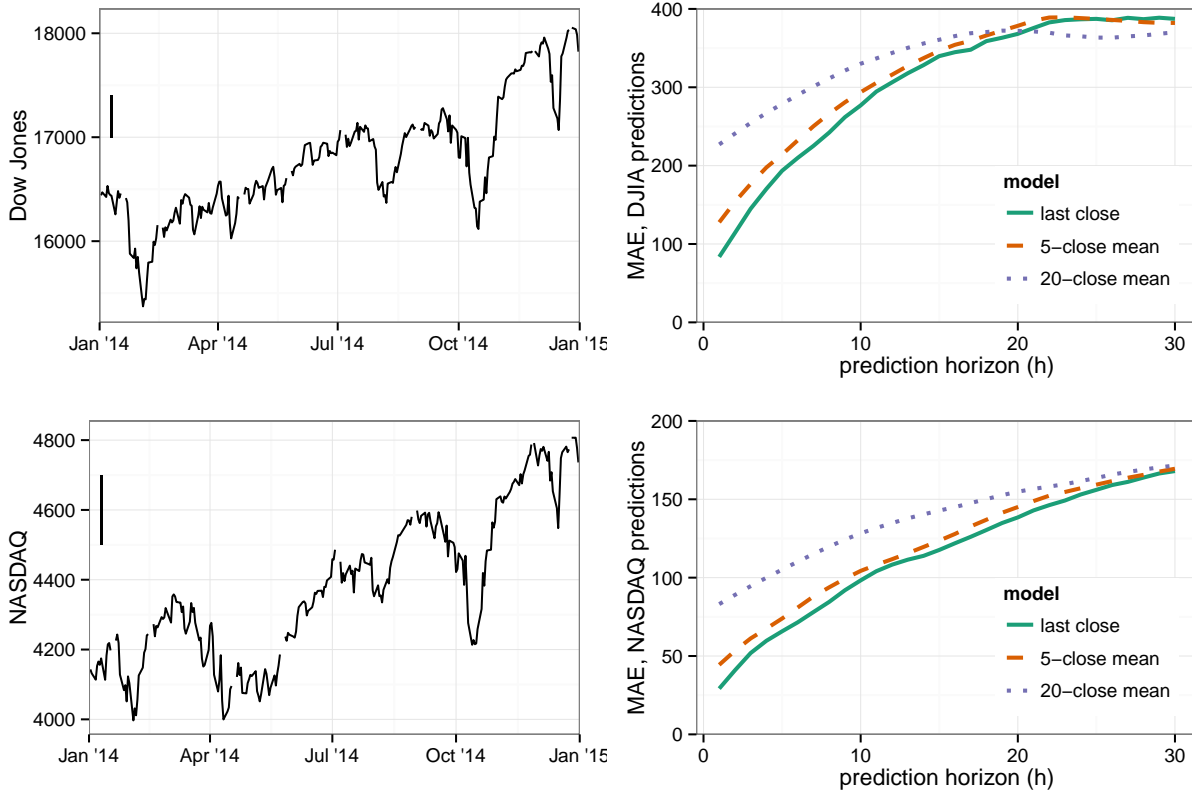 Dow Jones
18000
17000
16000
Jan '14
Apr '14
Jul '14
Oct '14
Jan '15
MAE, DJIA predictions
400
300
200
100
0
model
last close
5−close mean
20−close mean
0
10
20
30
prediction horizon (h)
NASDAQ
4800
4600
4400
4200
4000
Jan '14
Apr '14
Jul '14
Oct '14
Jan '15
MAE, NASDAQ predictions
200
150
100
50
0
model
last close
5−close mean
20−close mean
0
10
20
30
prediction horizon (h)